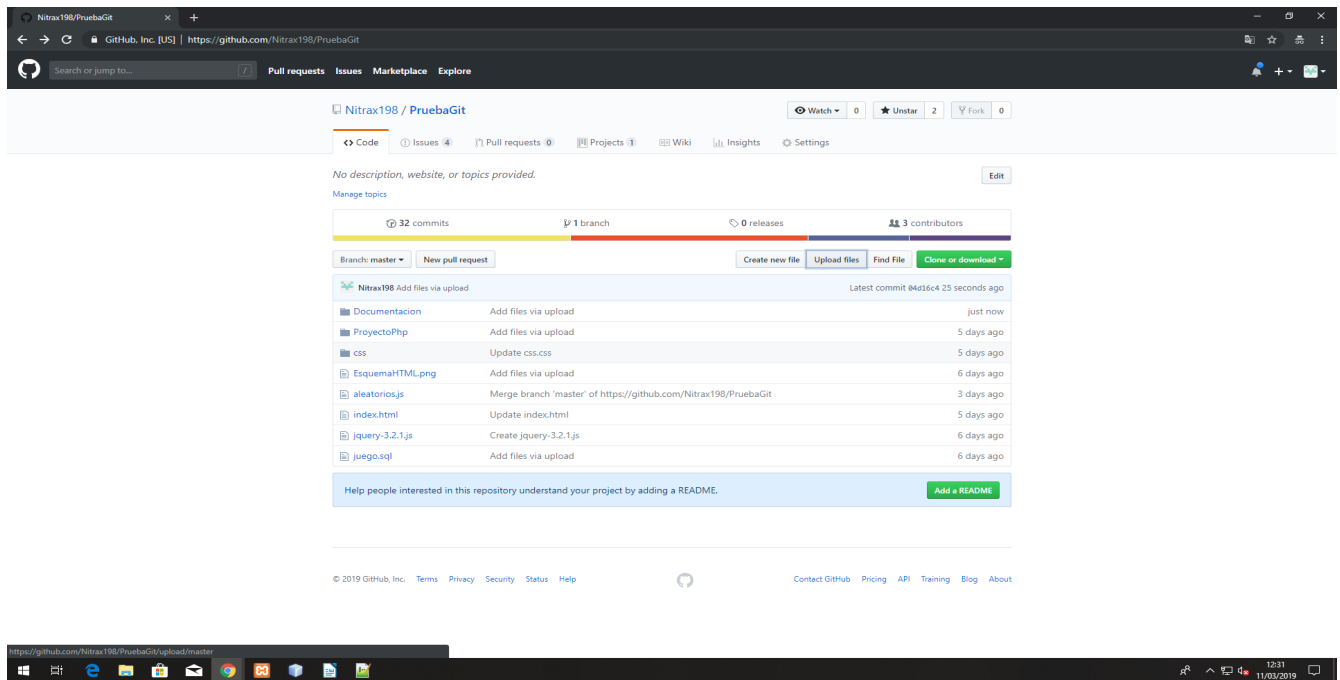 Nitrax198/PruebaGit
GitHub, Inc. [US] | https://github.com/Nitrax198/PruebaGit
Search or jump to... / Pull requests Issues Marketplace Explore
Nitrax198 / PruebaGit Watch 0 Unstar 2 Fork 0
Code Issues 4 Pull requests 0 Projects 1 Wiki Insights Settings
No description, website, or topics provided. Edit
Manage topics
32 commits 1 branch 0 releases 3 contributors
Branch: master New pull request Create new file Upload files Find File Clone or download
Nitrax198 Add files via upload Latest commit 04d16c4 25 seconds ago
Documentacion Add files via upload just now
ProyectoPhp Add files via upload 5 days ago
css Update css.css 5 days ago
EsquemaHTML.png Add files via upload 6 days ago
aleatorios.js Merge branch 'master' of https://github.com/Nitrax198/PruebaGit 3 days ago
index.html Update index.html 5 days ago
jquery-3.2.1.js Create jquery-3.2.1.js 6 days ago
juego.sql Add files via upload 6 days ago
Help people interested in this repository understand your project by adding a README. Add a README
© 2019 GitHub, Inc. Terms Privacy Security Status Help Contact GitHub Pricing API Training Blog About
https://github.com/Nitrax198/PruebaGit/upload/master
12:31
11/03/2019